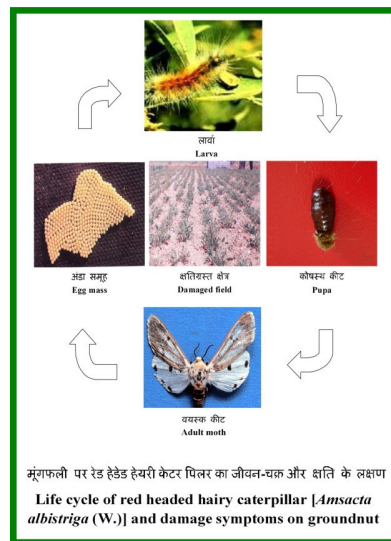 लार्वा
Larva
अंडा समूह
Egg mass
क्षतिग्रस्त क्षेत्र
Damaged field
कोषस्थ कीट
Pupa
वयस्क कीट
Adult moth
मूंगफली पर रेड हेडेड हेयरी केटर पिलर का जीवन-चक्र और क्षति के लक्षण
Life cycle of red headed hairy caterpillar [Amsacta
albistriga (W.)] and damage symptoms on groundnut